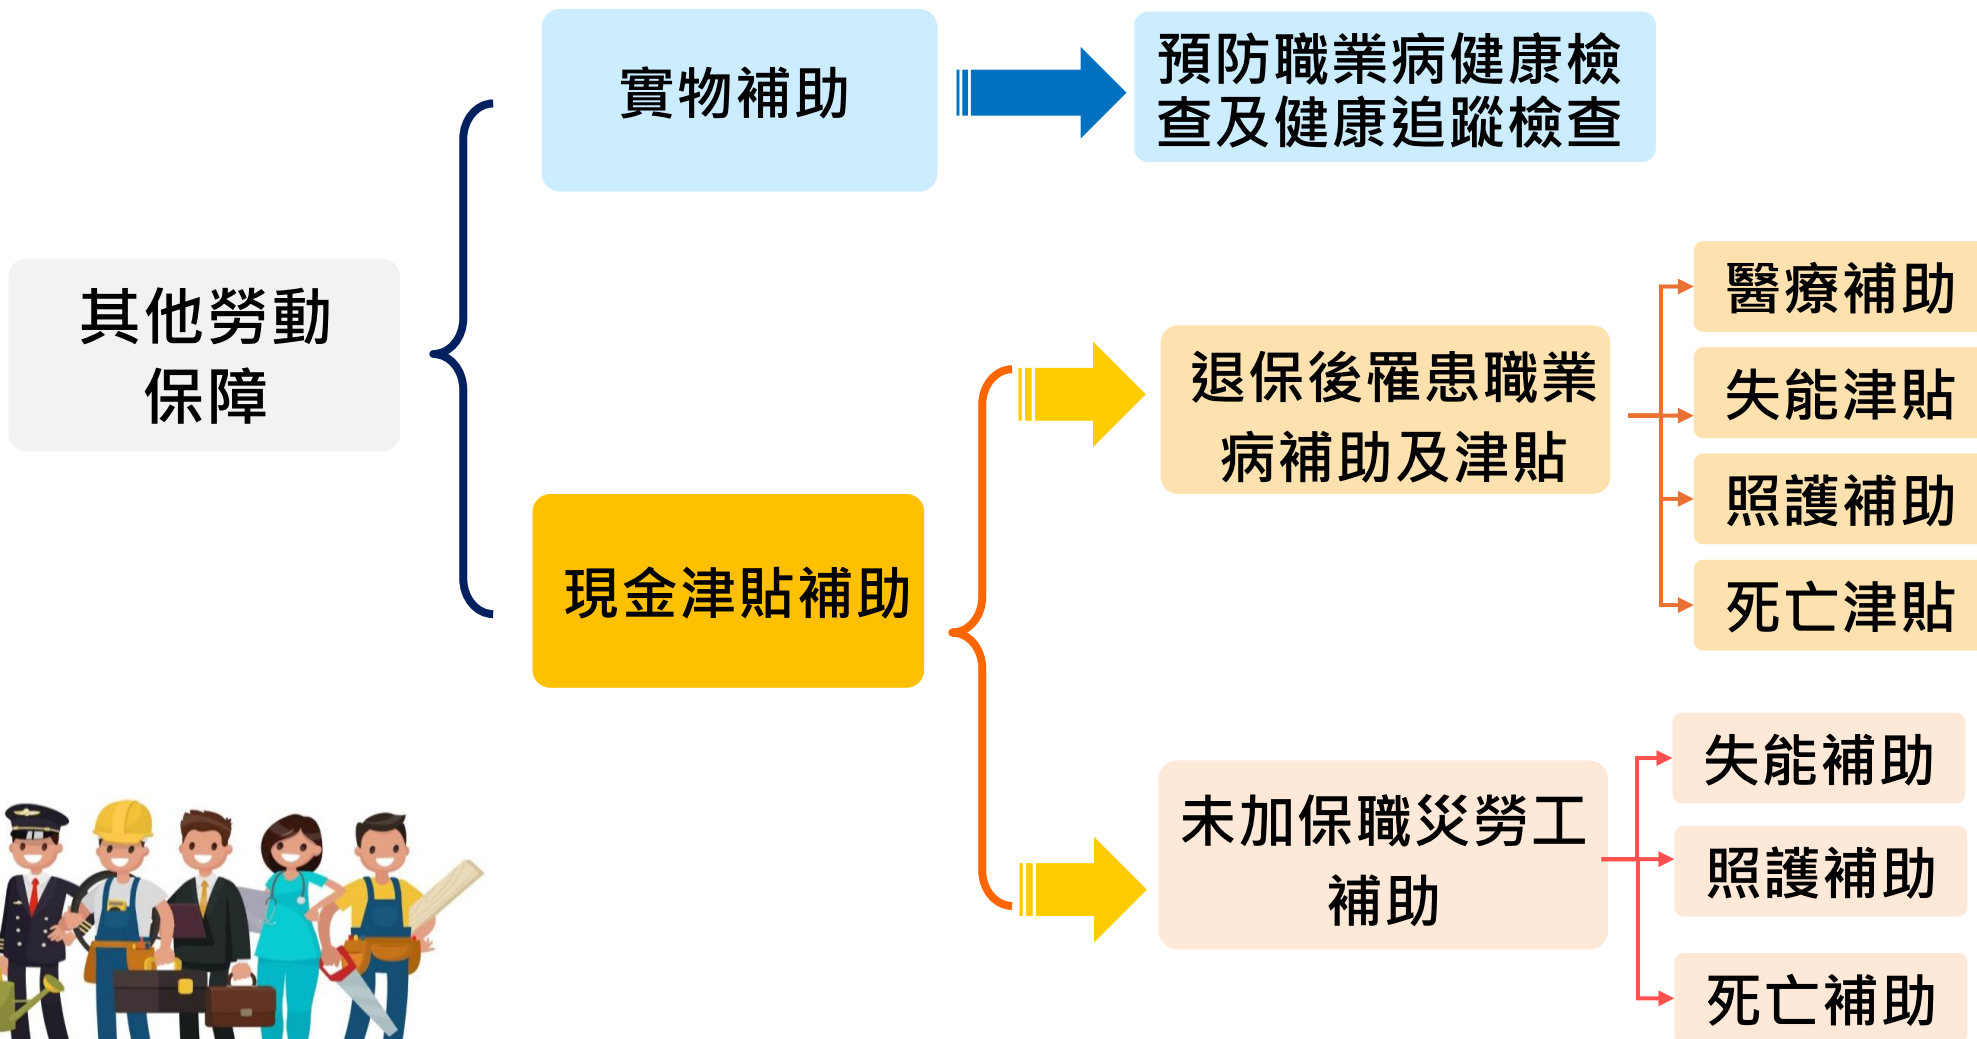 其他勞動
保障
實物補助
預防職業病健康檢
查及健康追蹤檢查
現金津貼補助
退保後罹患職業
病補助及津貼
醫療補助
失能津貼
照護補助
死亡津貼
未加保職災勞工
補助
失能補助
照護補助
死亡補助